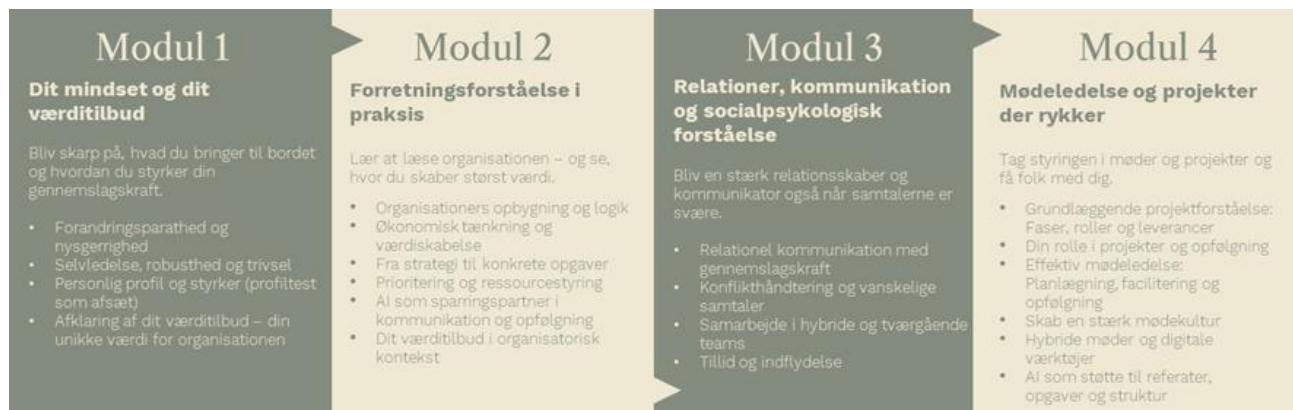 Modul 1
Dit mindset og dit
værditilbud
Bliv skarp på, hvad du bringer til bordet
og hvordan du styrker din
gennemslagskraft.
• Forandringsparathed og
nysgerrighed
• Selvledelse, robusthed og trivsel
• Personlig profil og styrker (profiltest
som afsæt)
• Afklaring af dit værditilbud – din
unikke værdi for organisationen
Modul 2
Forretningsforståelse i
praksis
Lær at læse organisationen – og se,
hvor du skaber størst værdi.
• Organisationers opbygning og logik
• Økonomisk tænkning og
værdiskabelse
• Fra strategi til konkrete opgaver
• Prioritering og ressourcestyring
• AI som sparringspartner i
kommunikation og opfølgning
• Dit værditilbud i organisatorisk
kontekst
Modul 3
Relationer, kommunikation
og socialpsykologisk
forståelse
Bliv en stærk relationsskaber og
kommunikator også når samtalerne er
svære.
• Relationel kommunikation med
gennemslagskraft
• Konflikthåndtering og vanskelige
samtaler
• Samarbejde i hybride og tværgående
teams
• Tillid og indflydelse
Modul 4
Mødeledelse og projekter
der rykker
Tag styringen i møder og projekter og
få folk med dig.
• Grundlæggende projektforståelse:
Faser, roller og leverancer
• Din rolle i projekter og opfølgning
• Effektiv mødeledelse:
Planlægning, facilitering og
opfølgning
• Skab en stærk mødekultur
• Hybride møder og digitale
værktøjer
• AI som støtte til referater,
opgaver og struktur